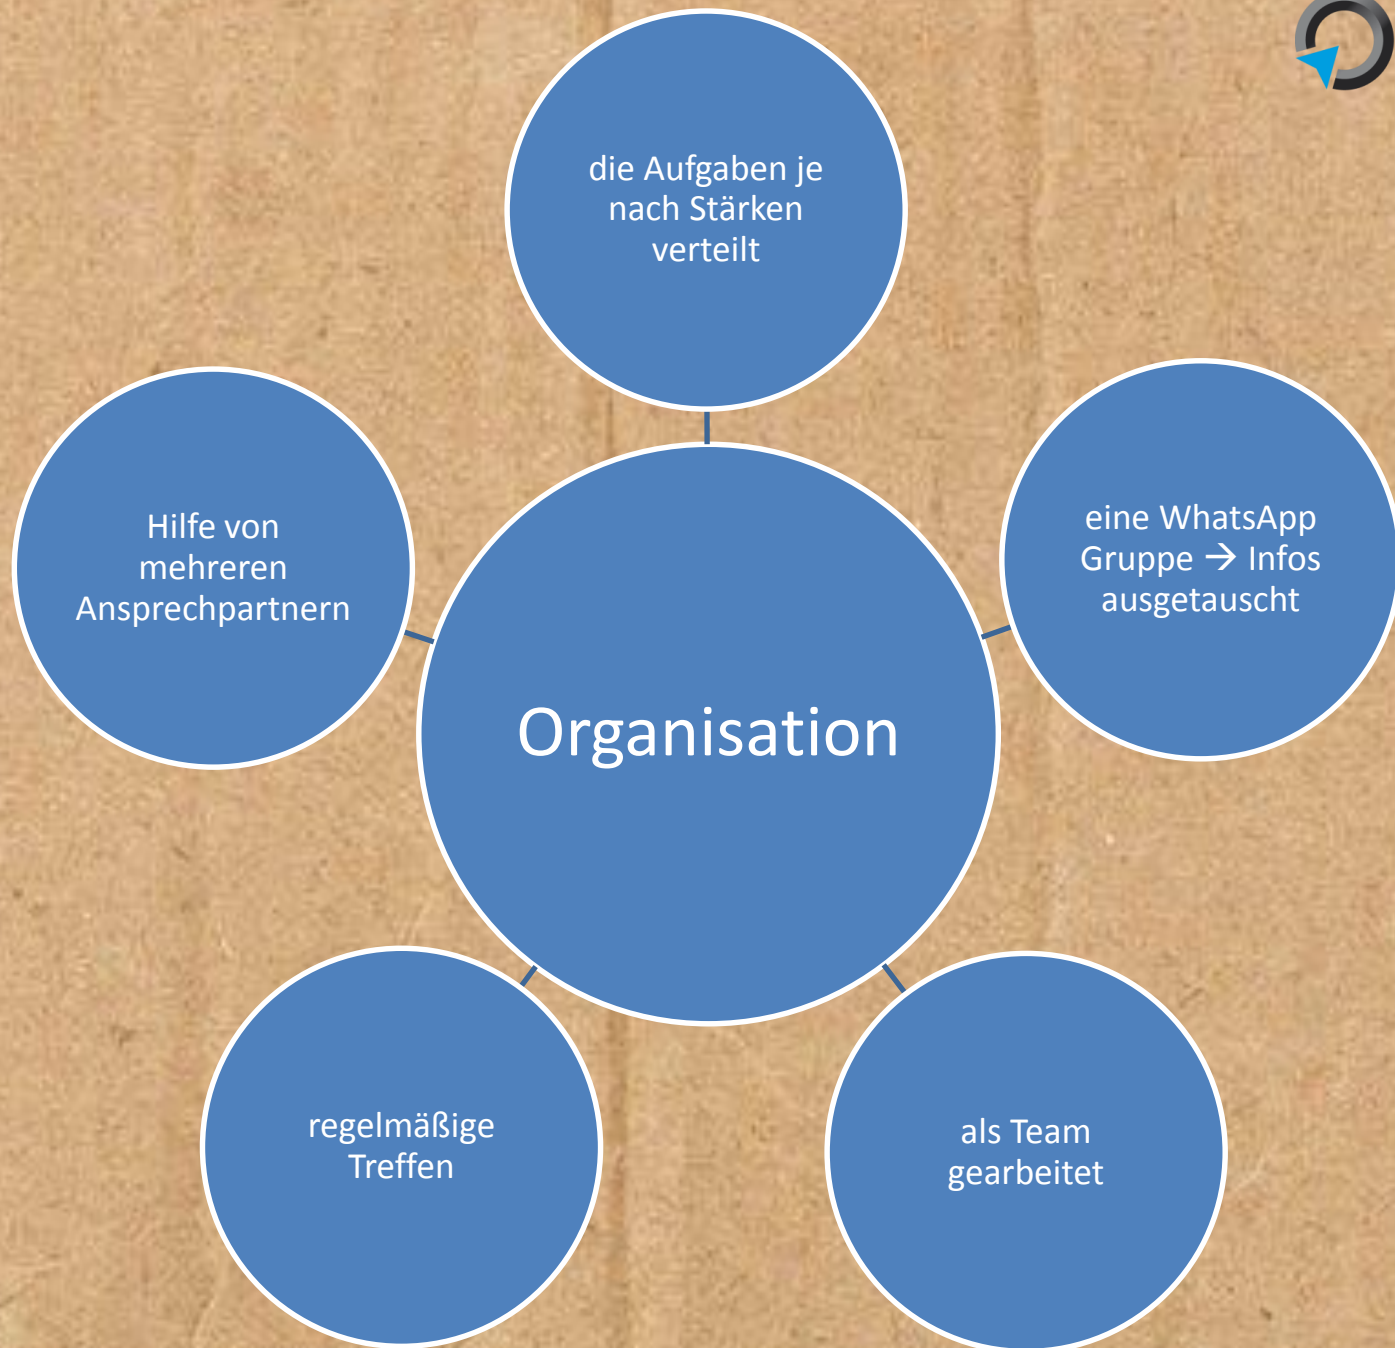 die Aufgaben je
nach Stärken
verteilt
eine WhatsApp
Gruppe → Infos
ausgetauscht
Hilfe von
mehreren
Ansprechpartnern
Organisation
regelmäßige
Treffen
als Team
gearbeitet